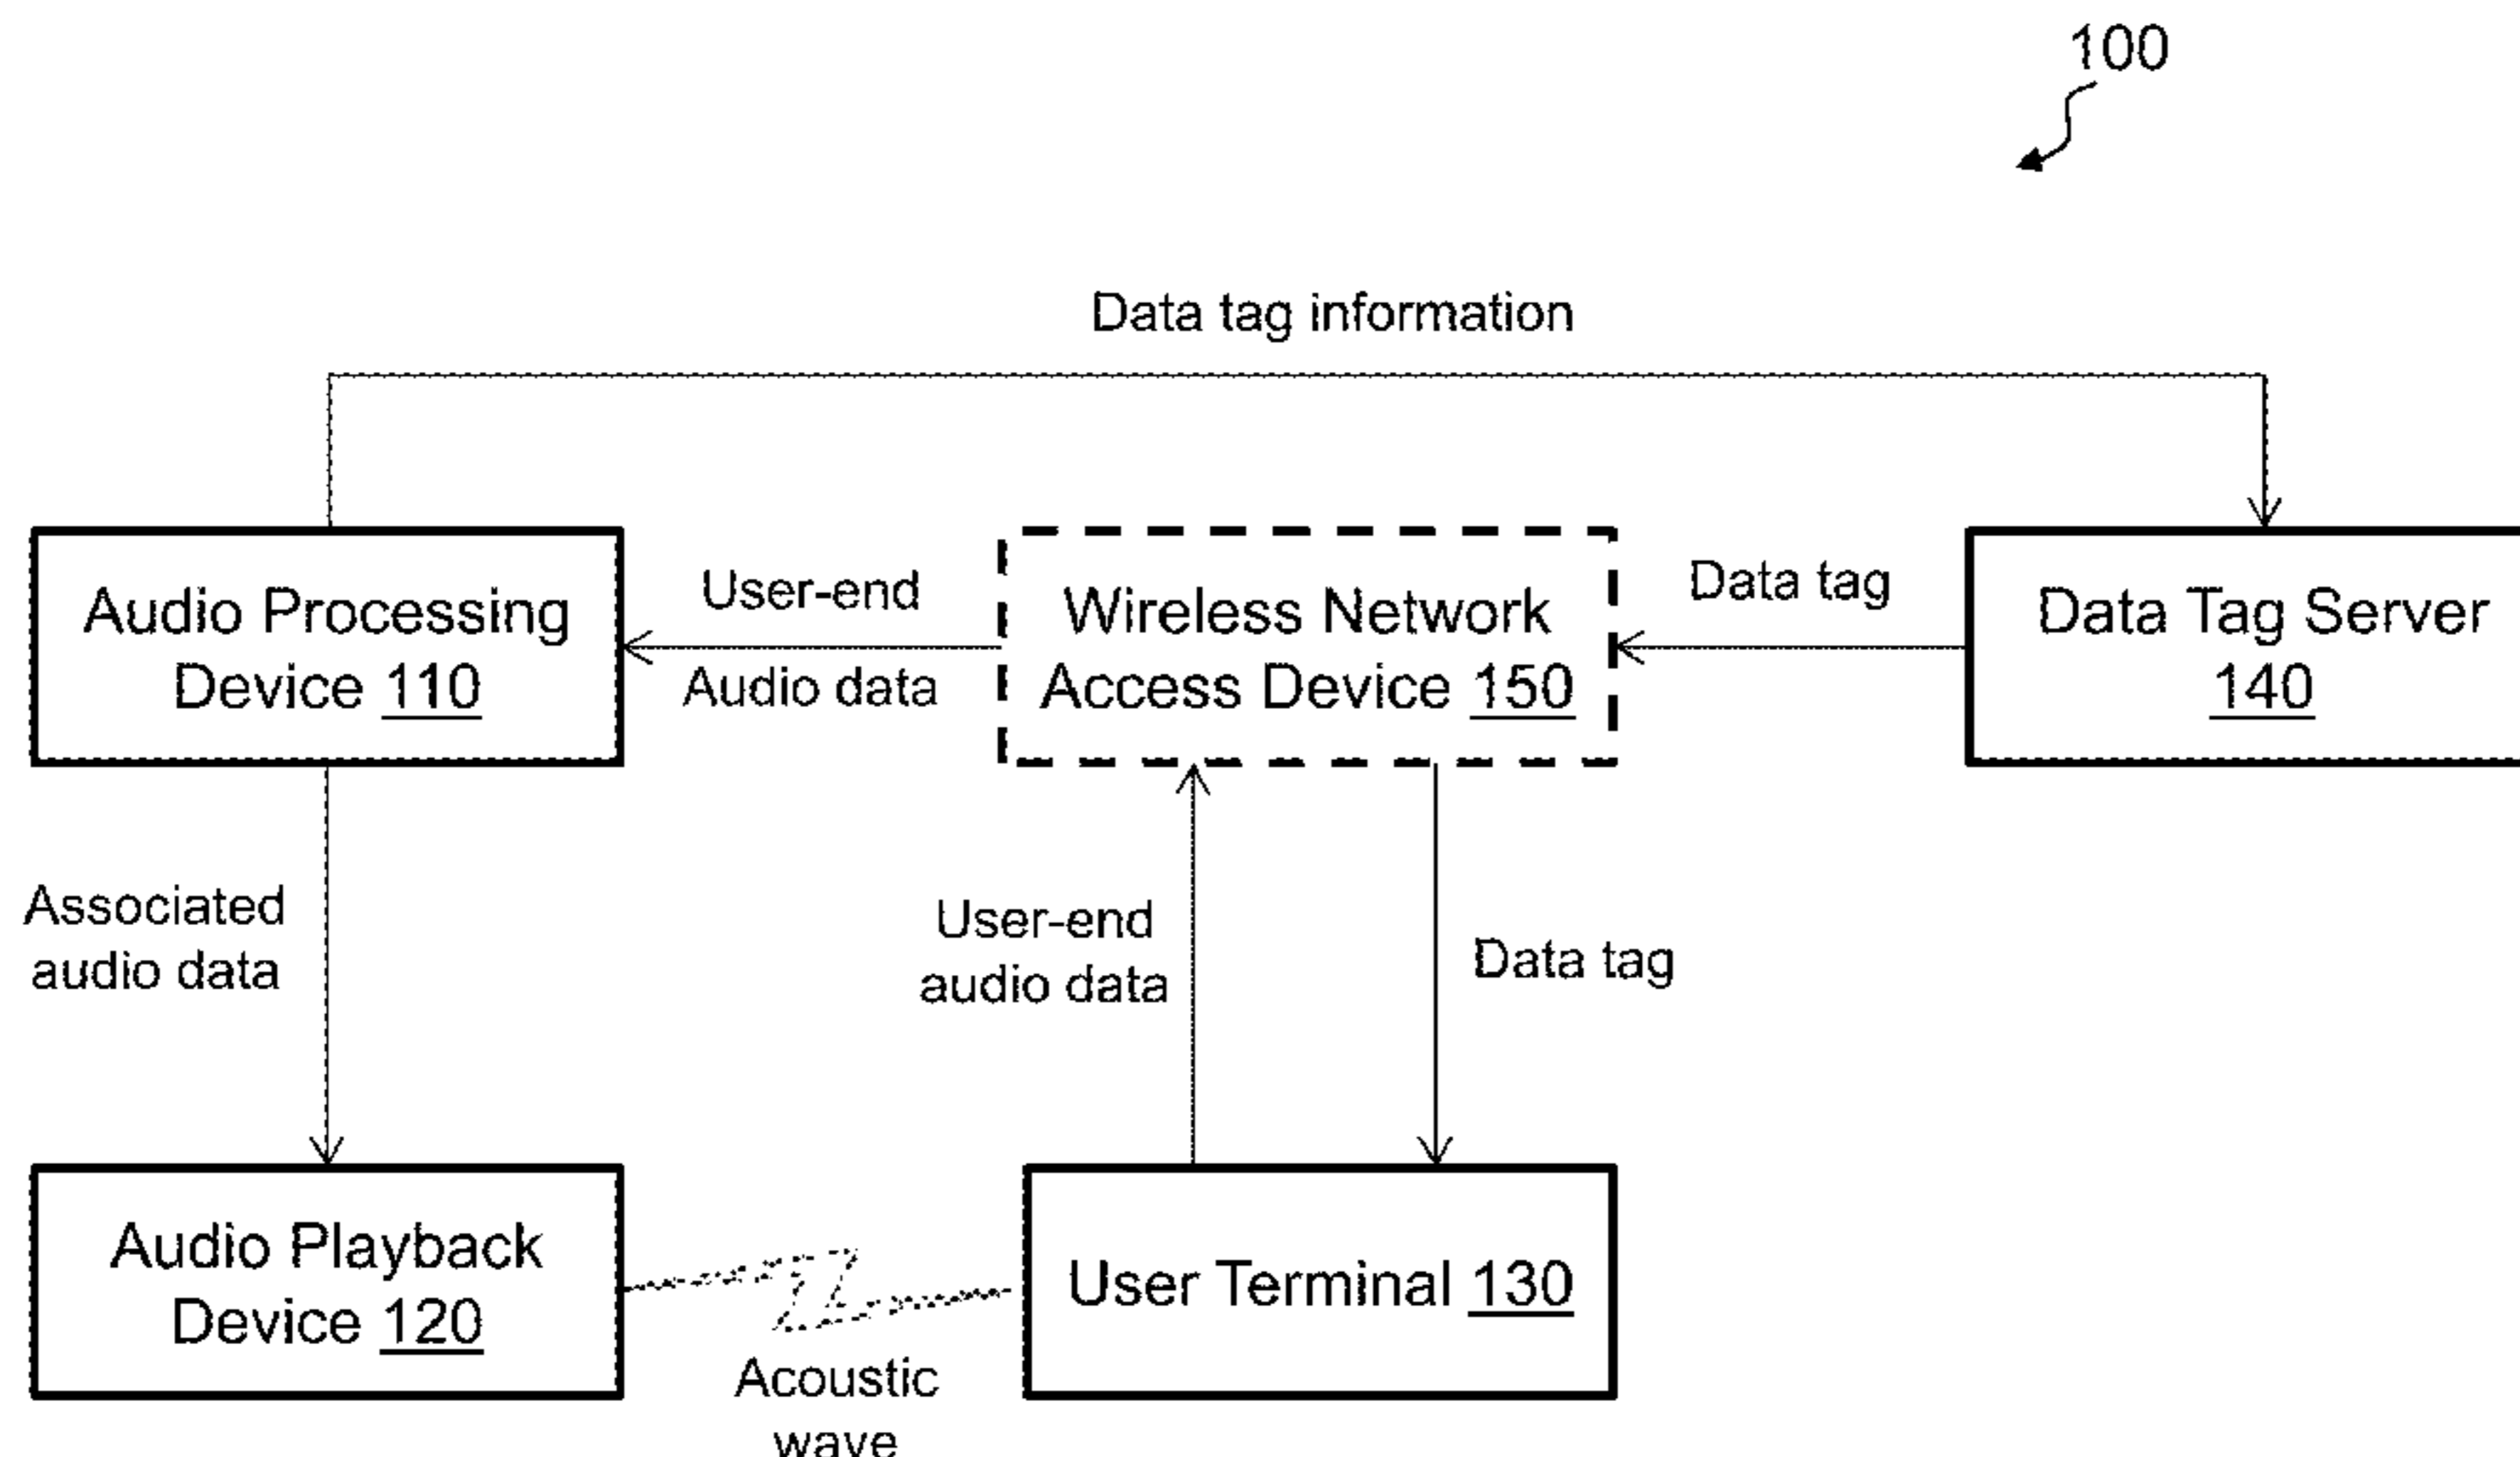 100
Data tag information
Audio Processing
Device 110
User-end
Audio data
Wireless Network
Access Device 150
Data tag
Data Tag Server
140
Associated
audio data
User-end
audio data
Data tag
Audio Playback
Device 120
Acoustic
wave
User Terminal 130